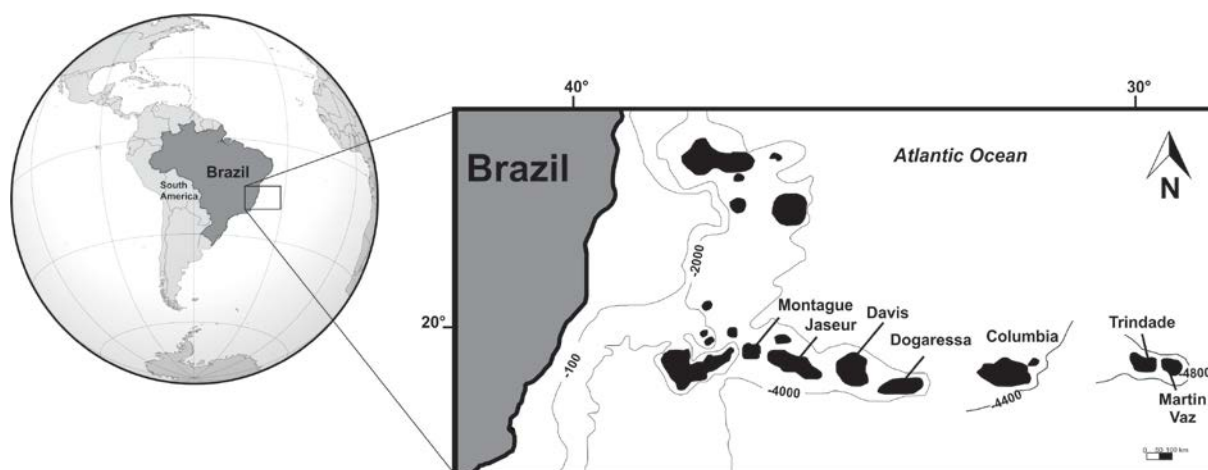 Brazil
South
America
40°
30°
20°
Brazil
Atlantic Ocean
N
-2000
-100
Montague
Jaseur
Davis
Dogaressa
Columbia
Trindade
-4800
Martin
Vaz
-4000
-4400